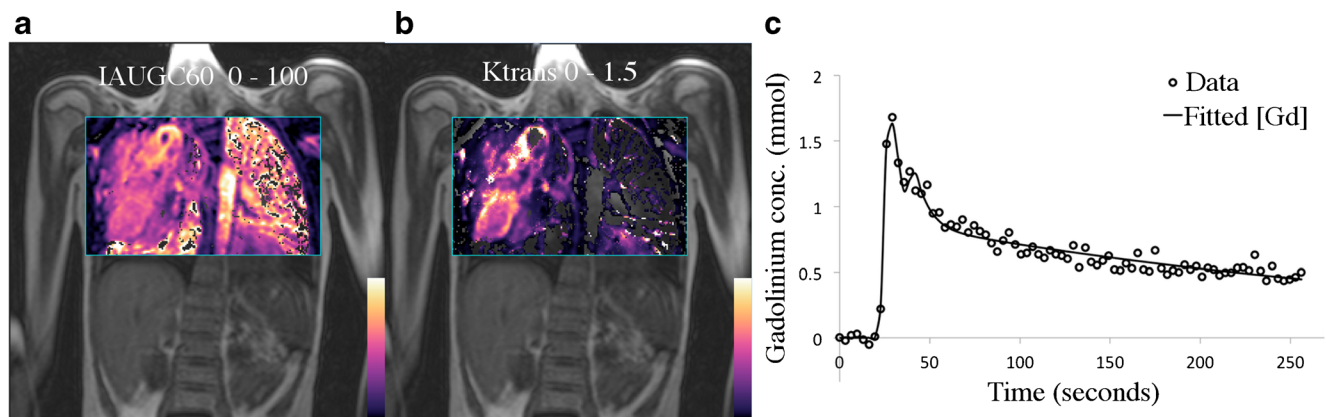 a
b
c
IAUGC60 0 - 100
Ktrans 0 - 1.5
Gadolinium conc. (mmol)
2
1.5
1
0.5
0
Data
Fitted [Gd]
0 50 100 150 200 250
Time (seconds)